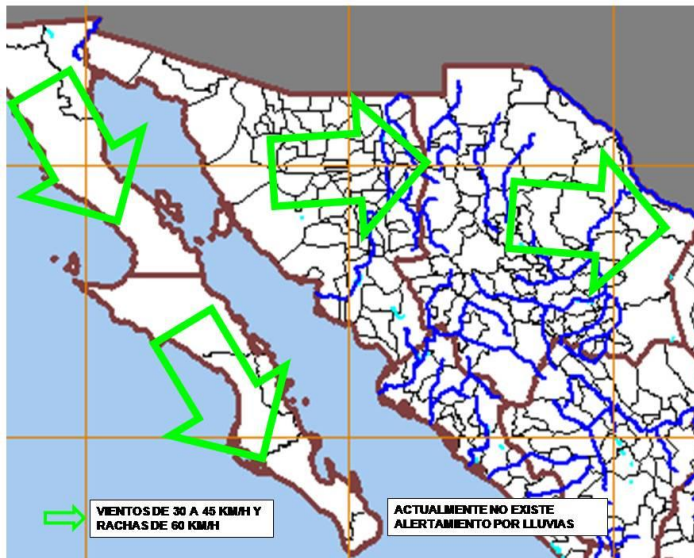 VIENTOS DE 30 A 45 KM/H Y
RACHAS DE 60 KM/H
ACTUALMENTE NO EXISTE
ALERTAMIENTO POR LLUVIAS